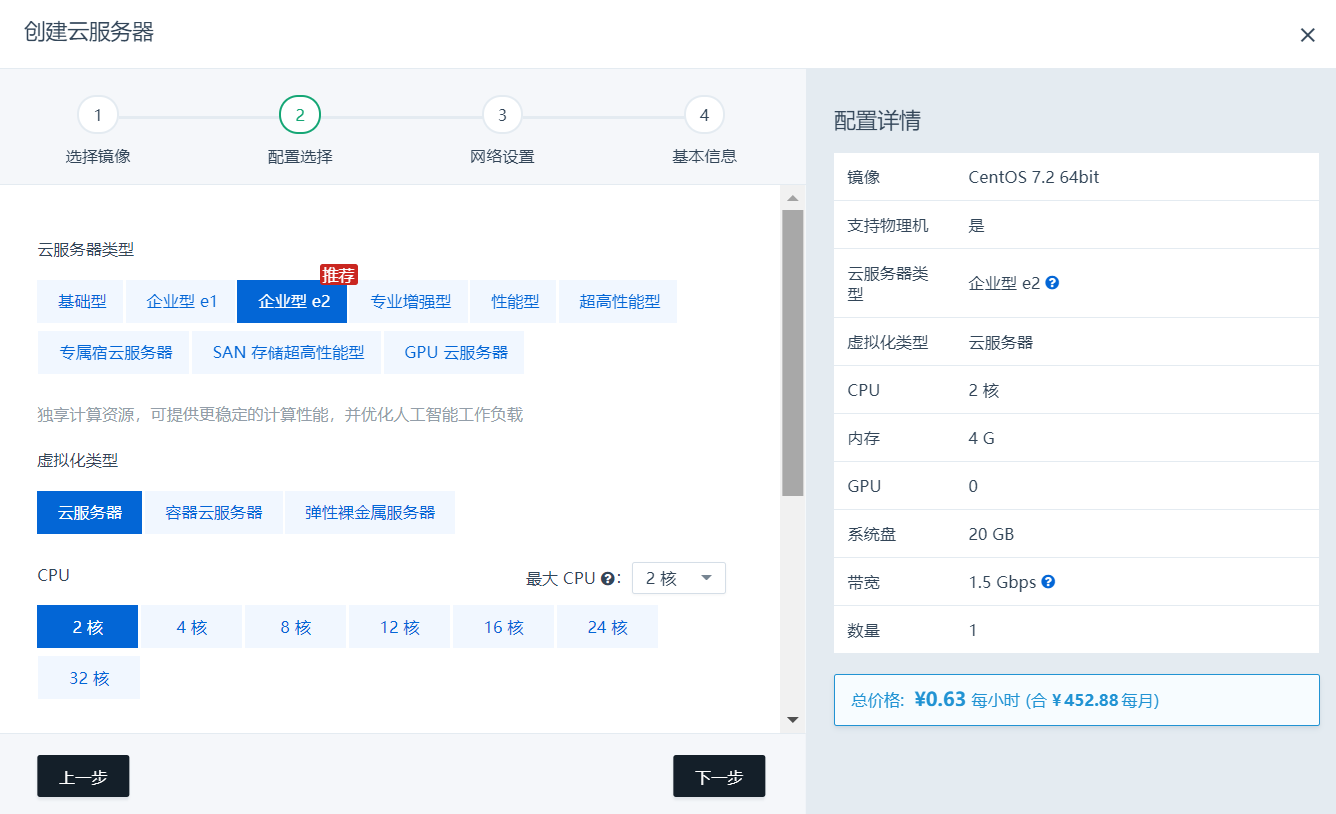 创建云服务器
1 2 3 4
选择镜像 配置选择 网络设置 基本信息
云服务器类型
推荐
基础型 企业型 e1 企业型 e2 专业增强型 性能型 超高性能型
专属宿云服务器 SAN 存储超高性能型 GPU 云服务器
独享计算资源，可提供更稳定的计算性能，并优化人工智能工作负载
虚拟化类型
云服务器 容器云服务器 弹性裸金属服务器
CPU 最大 CPU ?: 2 核
2 核 4 核 8 核 12 核 16 核 24 核
32 核
上一步 下一步
配置详情
镜像 CentOS 7.2 64bit
支持物理机 是
云服务器类
型
企业型 e2 ?
虚拟化类型 云服务器
CPU 2 核
内存 4 G
GPU 0
系统盘 20 GB
带宽 1.5 Gbps ?
数量 1
总价格: ¥0.63 每小时 (合 ¥ 452.88 每月)